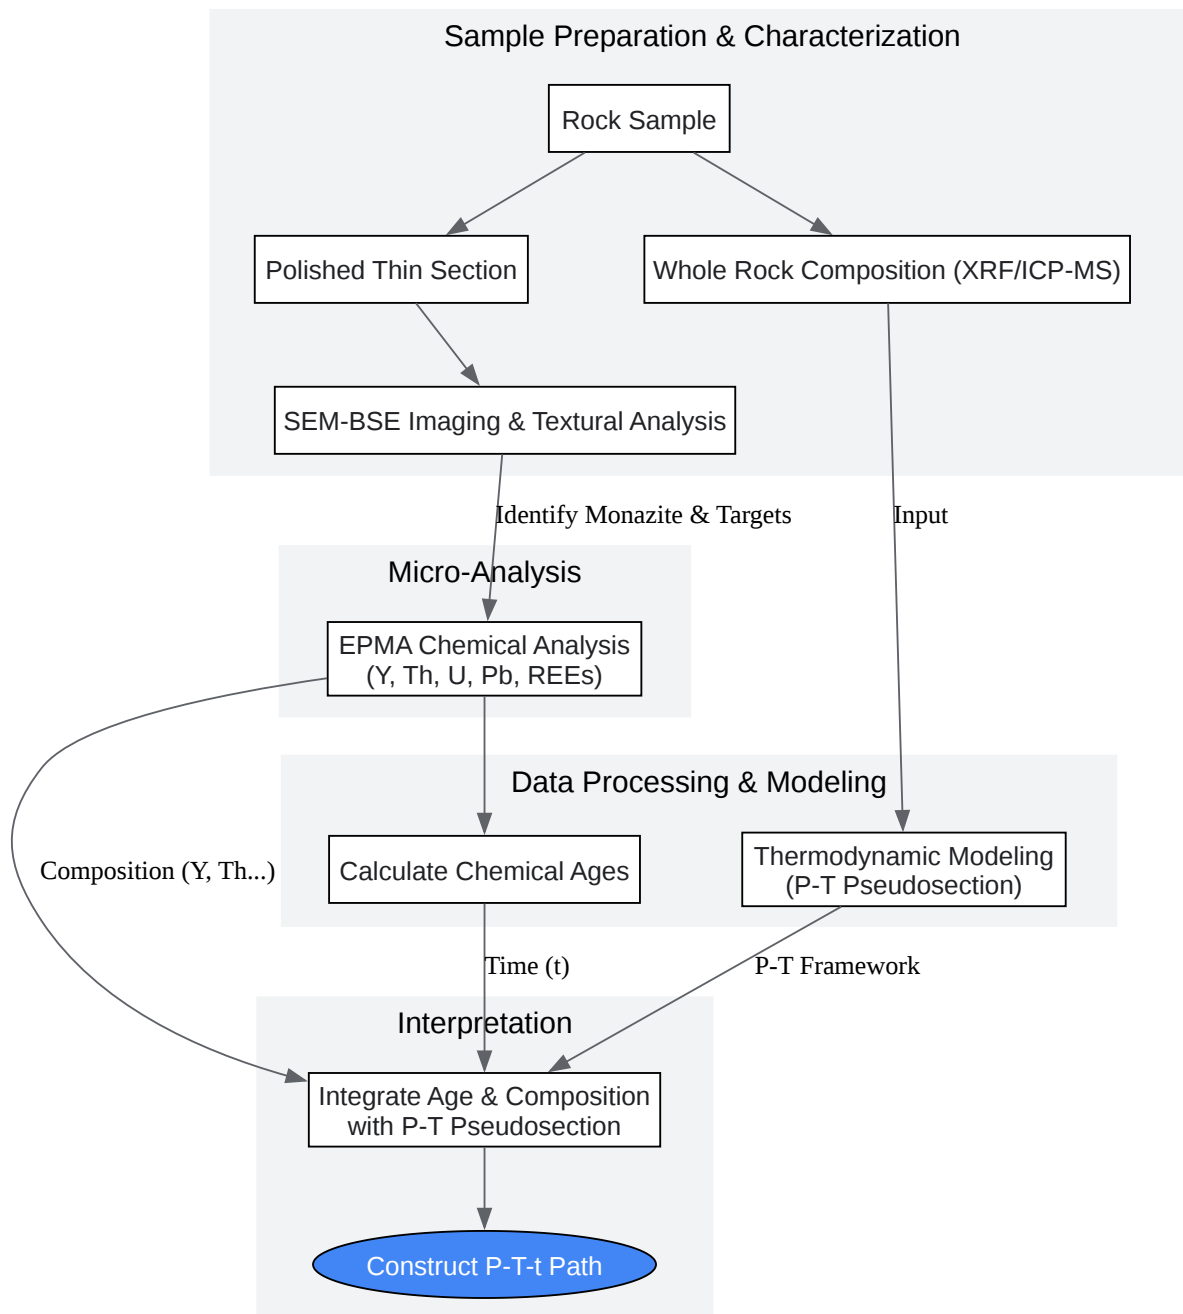 Sample Preparation & Characterization
Rock Sample
Polished Thin Section
Whole Rock Composition (XRF/ICP-MS)
SEM-BSE Imaging & Textural Analysis
Identify Monazite & Targets
Input
Micro-Analysis
EPMA Chemical Analysis
(Y, Th, U, Pb, REEs)
Data Processing & Modeling
Composition (Y, Th...)
Calculate Chemical Ages
Thermodynamic Modeling
(P-T Pseudosection)
Time (t)
P-T Framework
Interpretation
Integrate Age & Composition
with P-T Pseudosection
Construct P-T-t Path